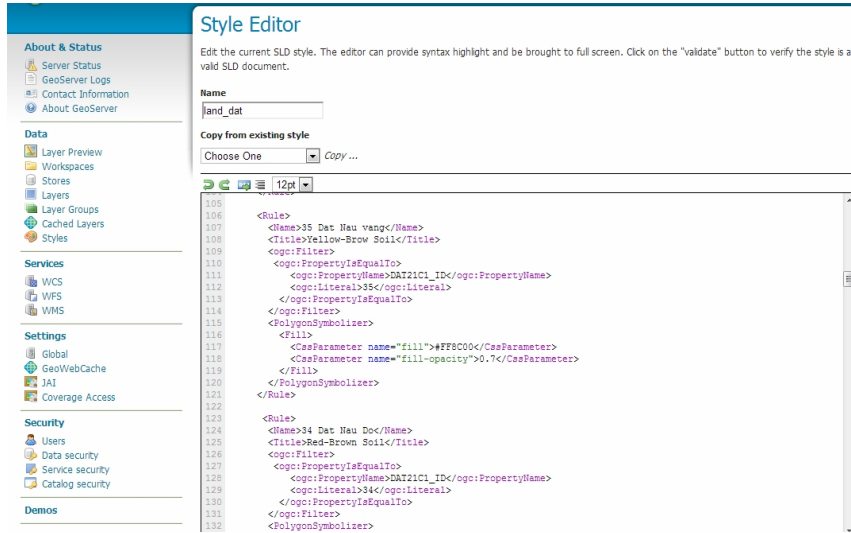 Style Editor
Edit the current SLD style. The editor can provide syntax highlight and be brought to full screen. Click on the "validate" button to verify the style is a
valid SLD document.
Name
land_dat
Copy from existing style
Choose One Copy ...
12pt
About & Status
Server Status
GeoServer Logs
Contact Information
About GeoServer
Data
Layer Preview
Workspaces
Stores
Layers
Layer Groups
Cached Layers
Styles
Services
WCS
WFS
WMS
Settings
Global
GeoWebCache
JAI
Coverage Access
Security
Users
Data security
Service security
Catalog security
Demos
105
106 <Rule>
107 <Name>35 Dat Nau vang</Name>
108 <Title>Yellow-Brow Soil</Title>
109 <ogc:Filter>
110 <ogc:PropertyIsEqualTo>
111 <ogc:PropertyName>DAT21C1_ID</ogc:PropertyName>
112 <ogc:Literal>35</ogc:Literal>
113 </ogc:PropertyIsEqualTo>
114 </ogc:Filter>
115 <PolygonSymbolizer>
116 <Fill>
117 <CssParameter name="fill">#FF8C00</CssParameter>
118 <CssParameter name="fill-opacity">0.7</CssParameter>
119 </Fill>
120 </PolygonSymbolizer>
121 </Rule>
122
123 <Rule>
124 <Name>34 Dat Nau Do</Name>
125 <Title>Red-Brown Soil</Title>
126 <ogc:Filter>
127 <ogc:PropertyIsEqualTo>
128 <ogc:PropertyName>DAT21C1_ID</ogc:PropertyName>
129 <ogc:Literal>34</ogc:Literal>
130 </ogc:PropertyIsEqualTo>
131 </ogc:Filter>
132 <PolygonSymbolizer>